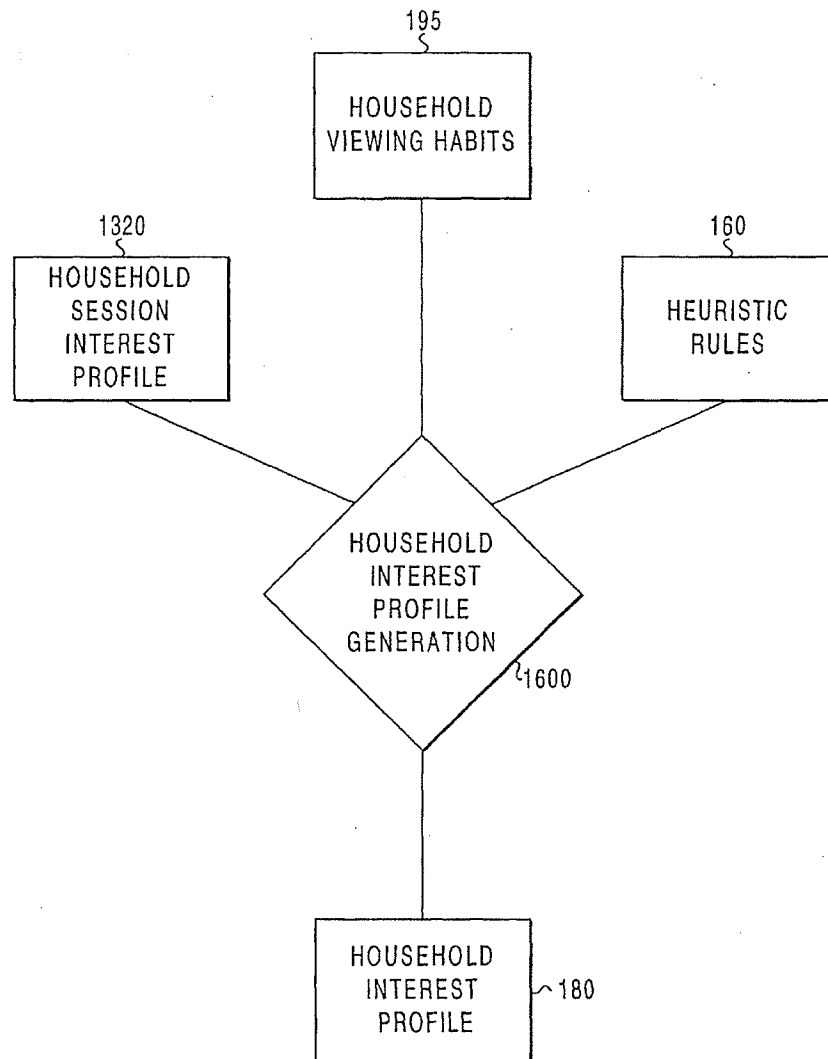 195
HOUSEHOLD
VIEWING HABITS
1320
HOUSEHOLD
SESSION
INTEREST
PROFILE
160
HEURISTIC
RULES
HOUSEHOLD
INTEREST
PROFILE
GENERATION
1600
HOUSEHOLD
INTEREST
PROFILE
180